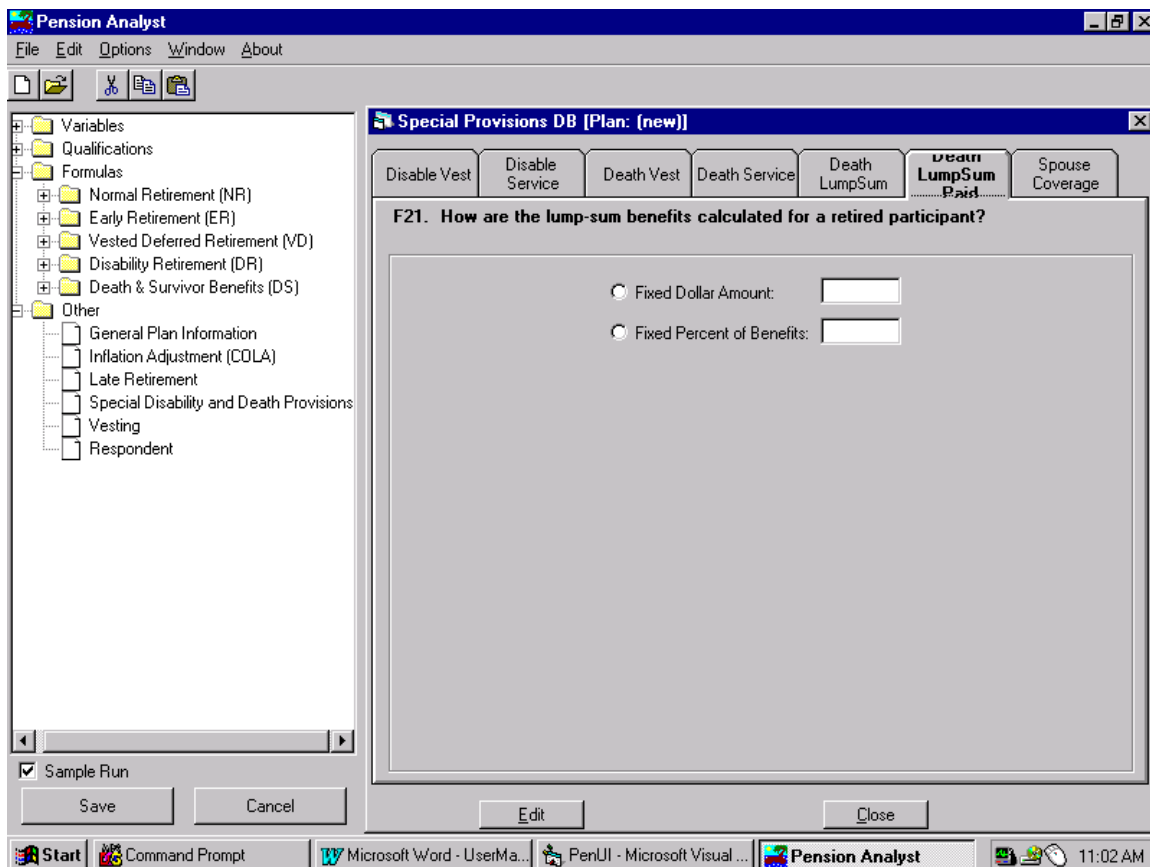 Pension Analyst
File Edit Options Window About
Variables
Qualifications
Formulas
Normal Retirement (NR)
Early Retirement (ER)
Vested Deferred Retirement (VD)
Disability Retirement (DR)
Death & Survivor Benefits (DS)
Other
General Plan Information
Inflation Adjustment (COLA)
Late Retirement
Special Disability and Death Provisions
Vesting
Respondent
Sample Run
Save Cancel
Special Provisions DB [Plan: (new)]
Disable Vest
Disable
Service
Death Vest
Death Service
Death
LumpSum
Death
LumpSum
Paid
Spouse
Coverage
F21. How are the lump-sum benefits calculated for a retired participant?
Fixed Dollar Amount:
Fixed Percent of Benefits:
Edit Close
Start Command Prompt Microsoft Word - UserMa... PenUI - Microsoft Visual ... Pension Analyst 11:02 AM